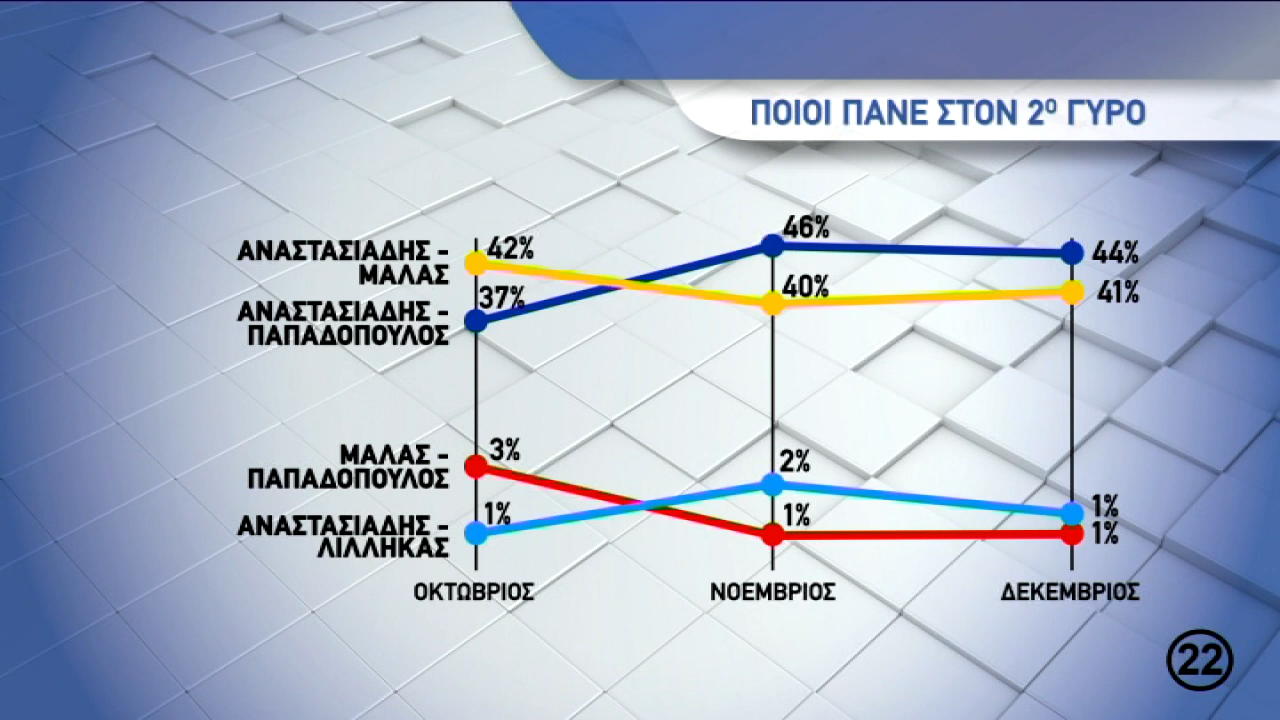 ΠΟΙΟΙ ΠΑΝΕ ΣΤΟΝ 2º ΓΥΡΟ
ΑΝΑΣΤΑΣΙΑΔΗΣ -
ΜΑΛΑΣ
42%
46%
44%
ΑΝΑΣΤΑΣΙΑΔΗΣ -
ΠΑΠΑΔΟΠΟΥΛΟΣ
37%
40%
41%
ΜΑΛΑΣ -
ΠΑΠΑΔΟΠΟΥΛΟΣ
3%
2%
1%
ΑΝΑΣΤΑΣΙΑΔΗΣ -
ΛΙΛΛΗΚΑΣ
1%
1%
1%
ΟΚΤΩΒΡΙΟΣ ΝΟΕΜΒΡΙΟΣ ΔΕΚΕΜΒΡΙΟΣ
22